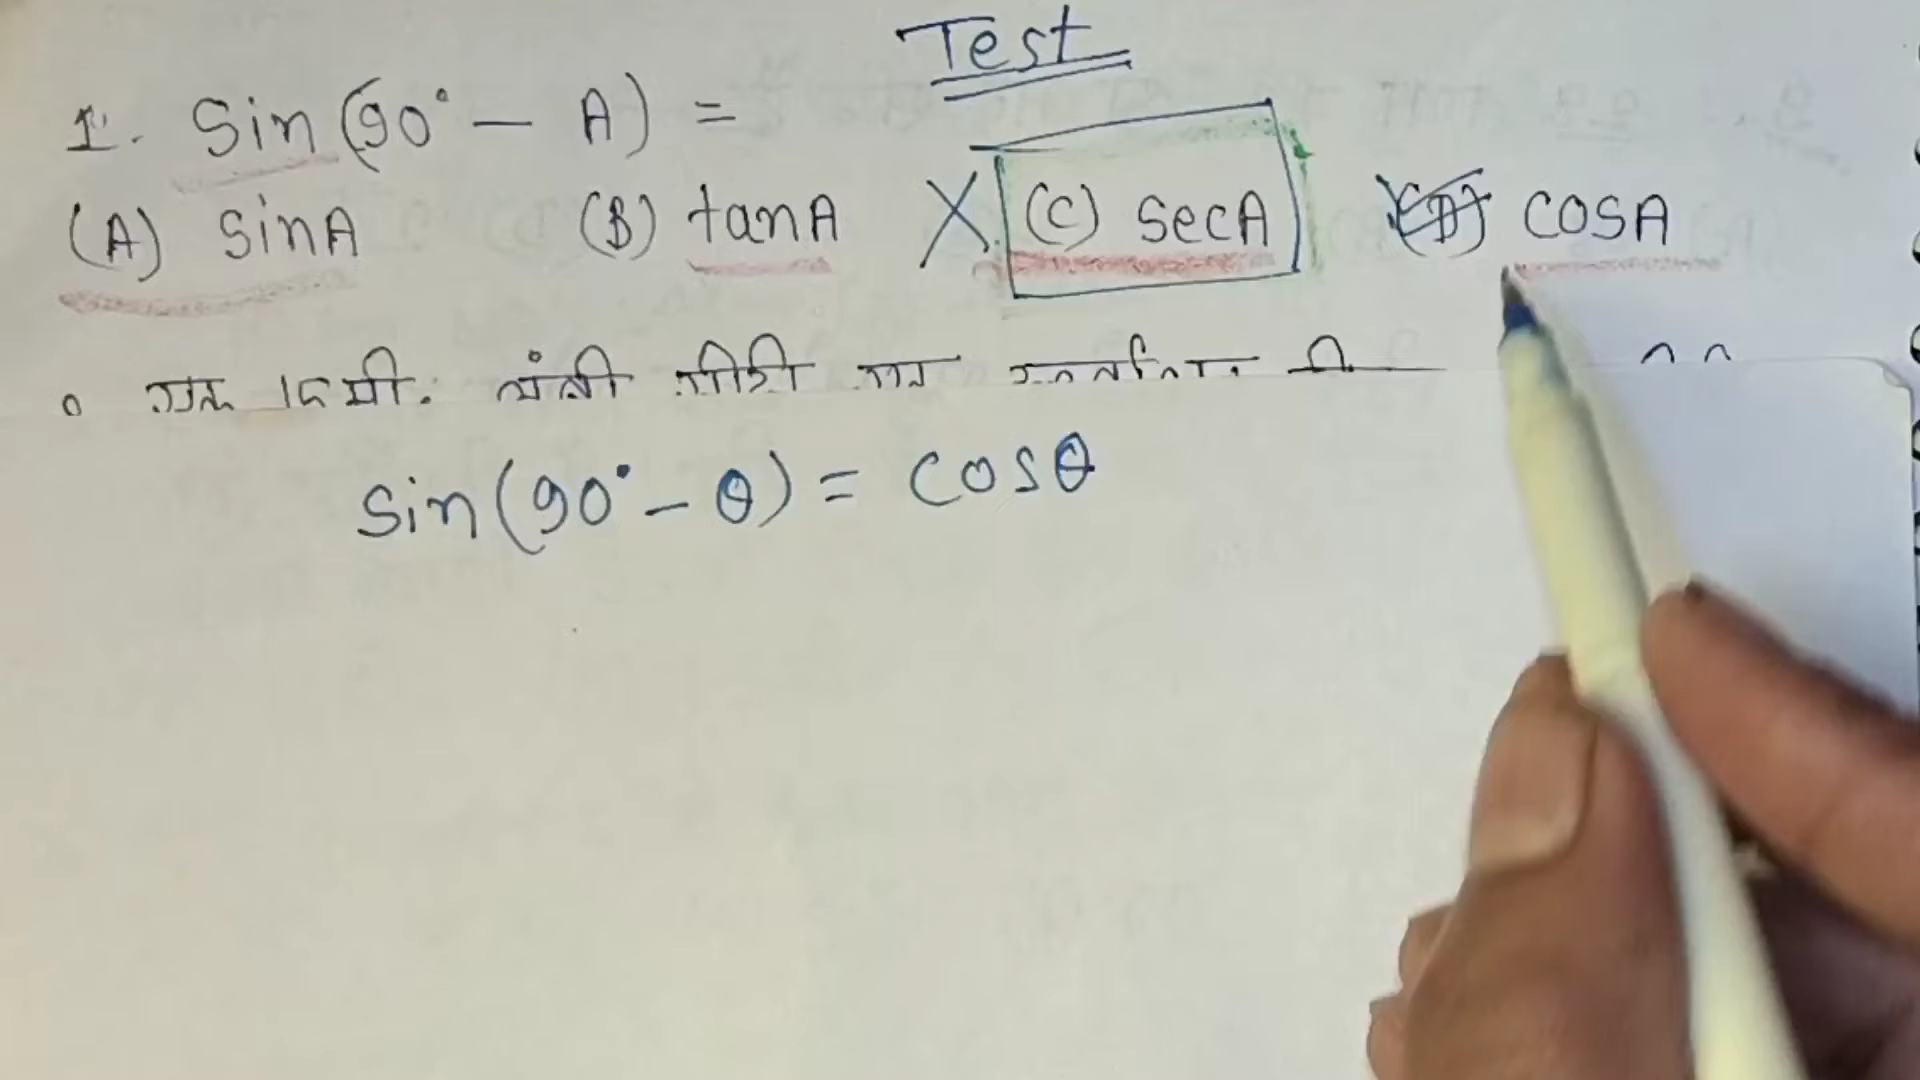 Test
1. Sin(90° - A) =
(A) SinA (B) tanA X (C) SecA (D) COSA
Sin(90° - θ) = COSθ